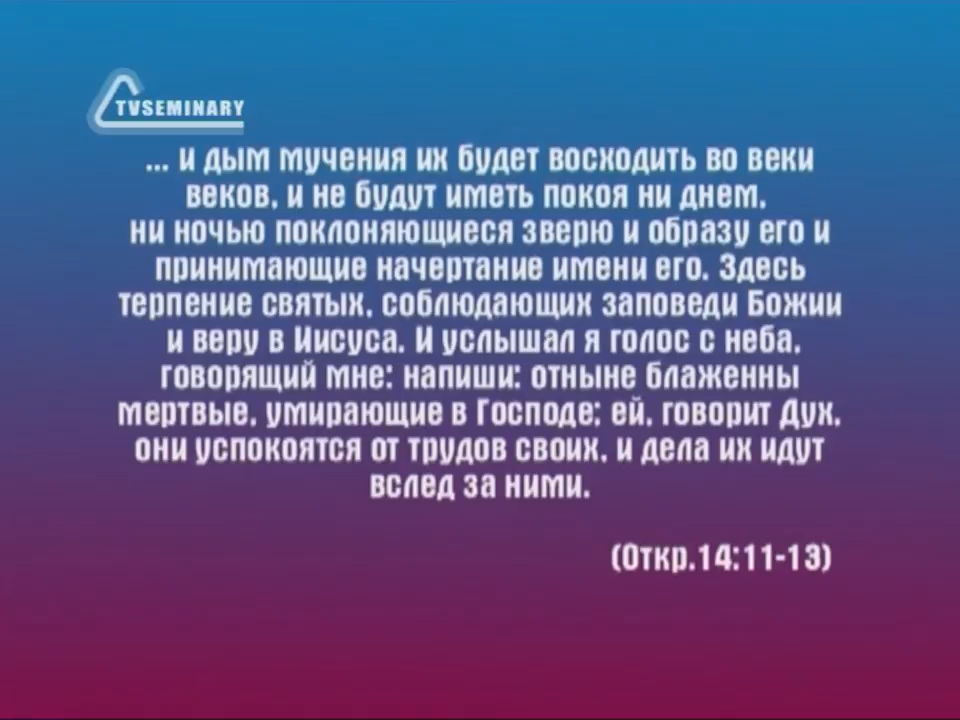 TVSEMINARY
... и дым мучения их будет восходить во веки
веков, и не будут иметь покоя ни днем,
ни ночью поклоняющиеся зверю и образу его и
принимающие начертание имени его. Здесь
терпение святых, соблюдающих заповеди Божии
и веру в Иисуса. И услышал я голос с неба,
говорящий мне: напиши: отныне блаженны
мертвые, умирающие в Господе; ей, говорит Дух,
они успокоятся от трудов своих, и дела их идут
вслед за ними.
(Откр.14:11-13)